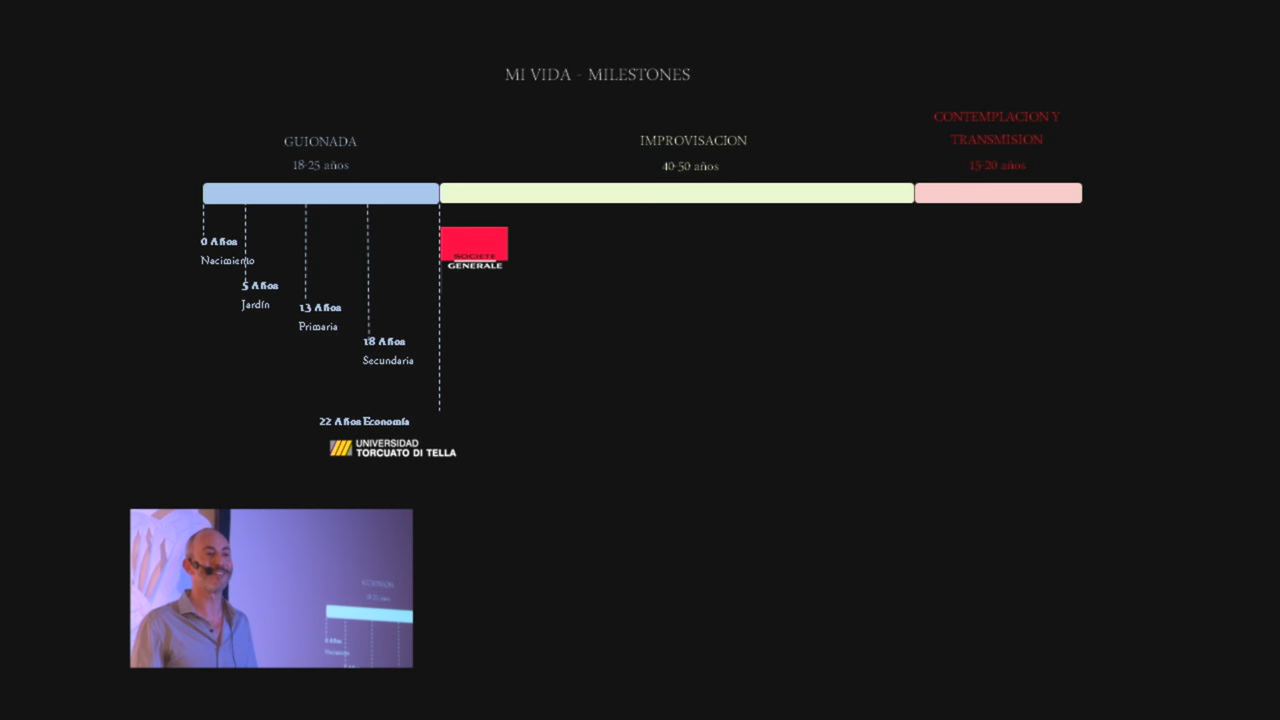 MI VIDA - MILESTONES
GUIONADA
18-25 años
IMPROVISACION
40-50 años
CONTEMPLACION Y
TRANSMISION
15-20 años
0 Años
Nacimiento
5 Años
Jardín
13 Años
Primaria
18 Años
Secundaria
SOCIETE
GENERALE
22 Años Economía
UNIVERSIDAD
TORCUATO DI TELLA